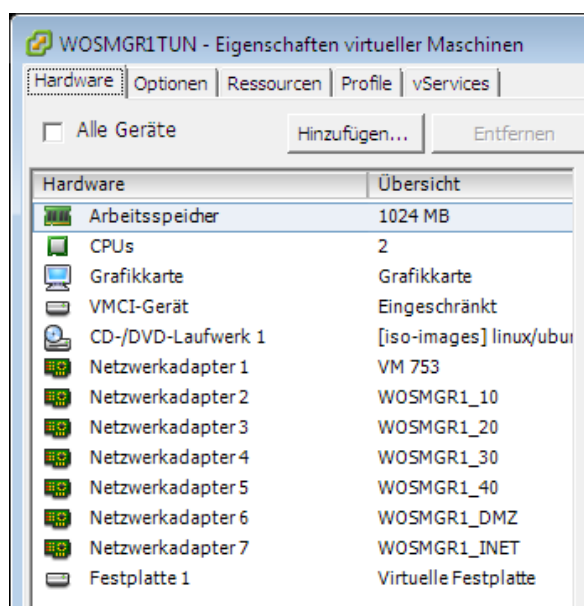 WOSMGR1TUN - Eigenschaften virtueller Maschinen
Hardware Optionen Ressourcen Profile vServices
Alle Geräte Hinzufügen... Entfernen
Hardware Übersicht
Arbeitsspeicher 1024 MB
CPUs 2
Grafikkarte Grafikkarte
VMCI-Gerät Eingeschränkt
CD-/DVD-Laufwerk 1 [iso-images] linux/ubu
Netzwerkadapter 1 VM 753
Netzwerkadapter 2 WOSMGR1_10
Netzwerkadapter 3 WOSMGR1_20
Netzwerkadapter 4 WOSMGR1_30
Netzwerkadapter 5 WOSMGR1_40
Netzwerkadapter 6 WOSMGR1_DMZ
Netzwerkadapter 7 WOSMGR1_INET
Festplatte 1 Virtuelle Festplatte